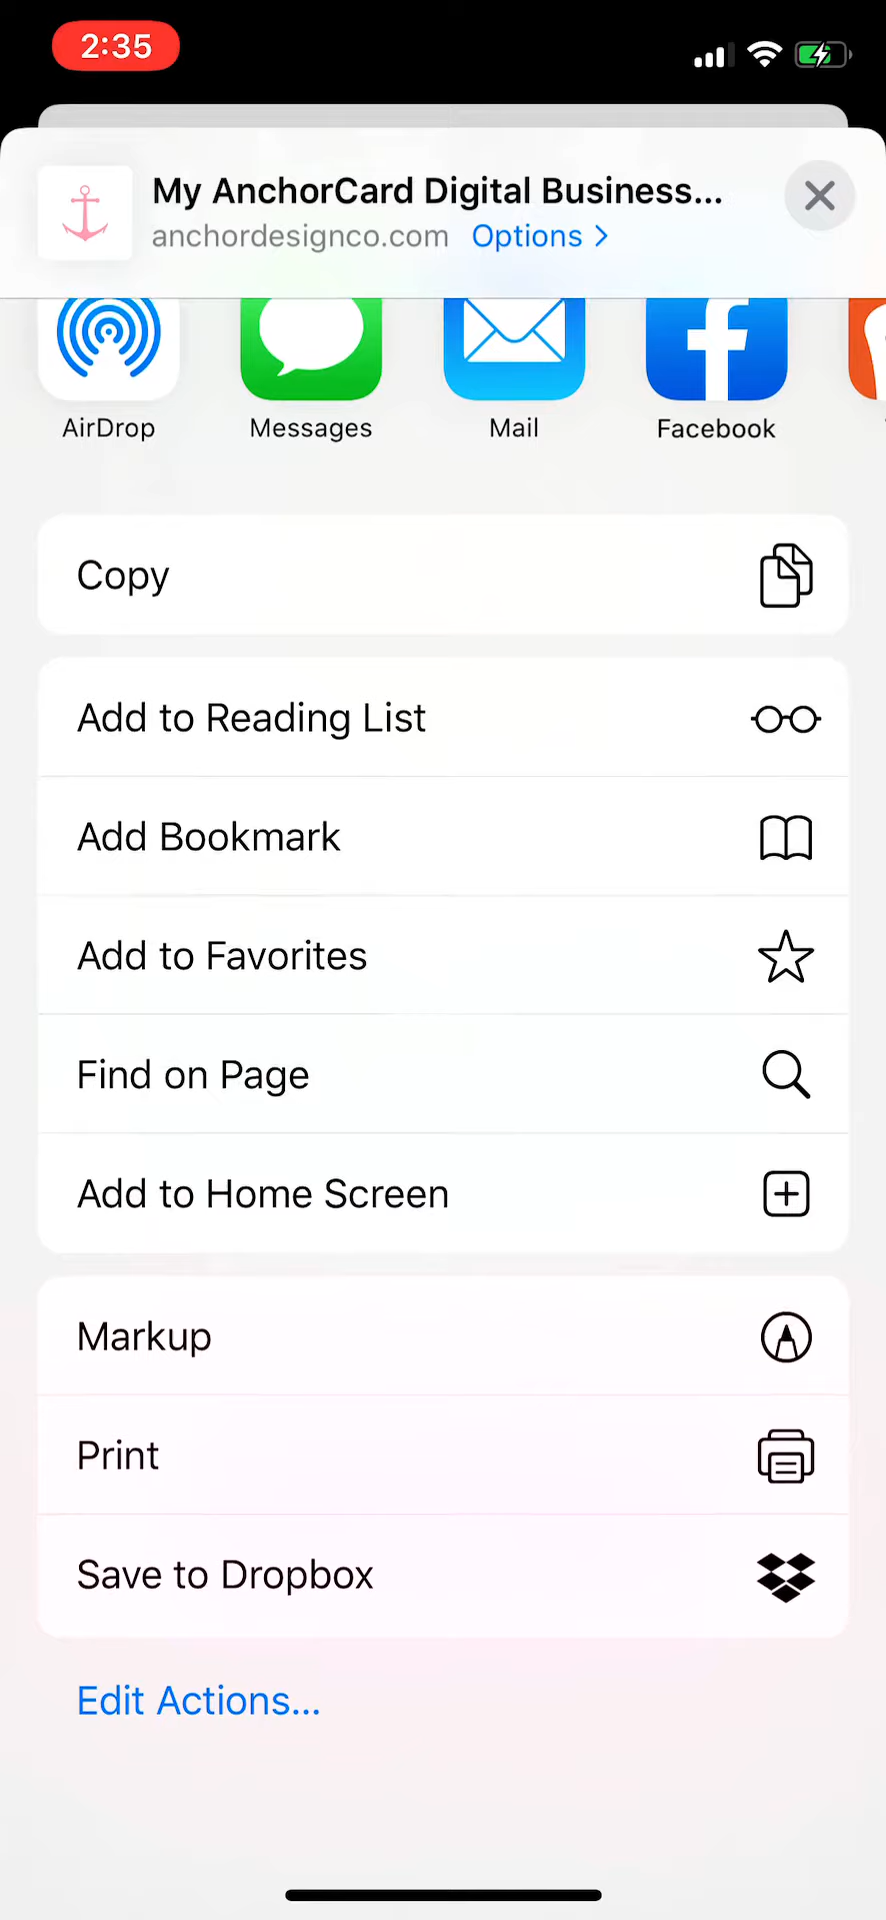 2:35
My AnchorCard Digital Business...
anchordesignco.com Options >
AirDrop
Messages
Mail
Facebook
Copy
Add to Reading List
Add Bookmark
Add to Favorites
Find on Page
Add to Home Screen
Markup
Print
Save to Dropbox
Edit Actions...